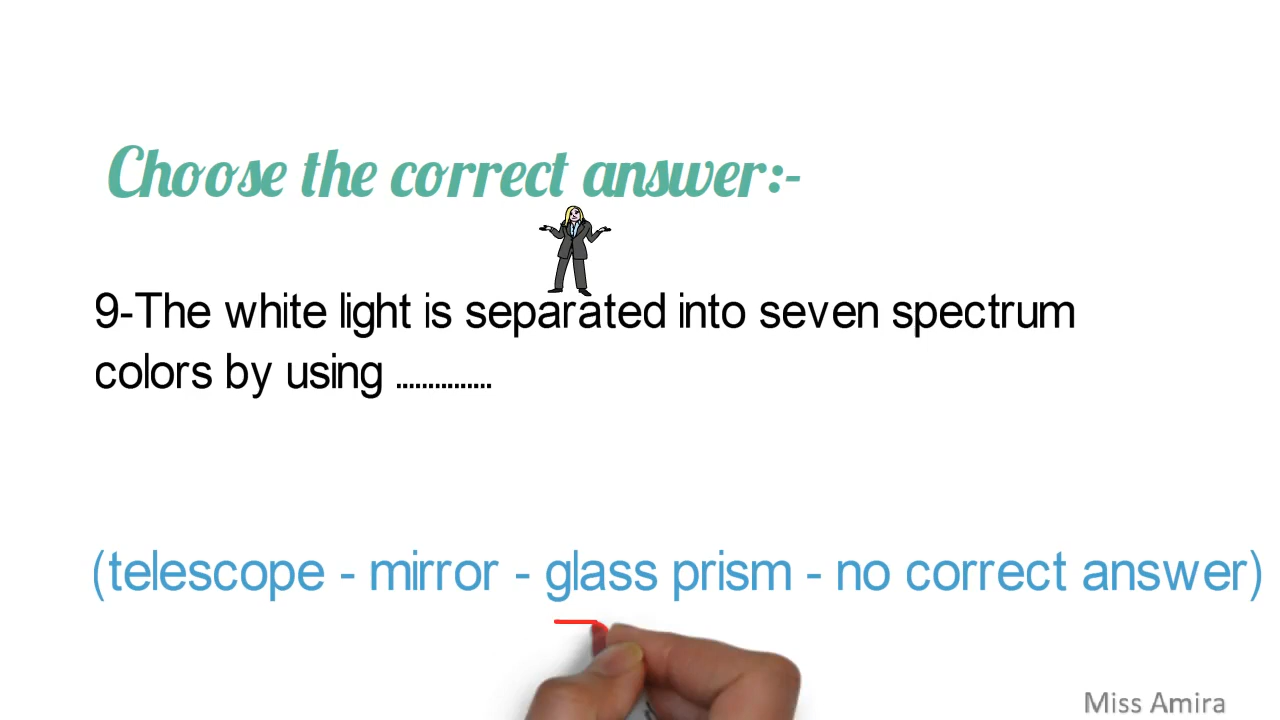 Choose the correct answer:-
9-The white light is separated into seven spectrum
colors by using ...............
(telescope - mirror - glass prism - no correct answer)
Miss Amira